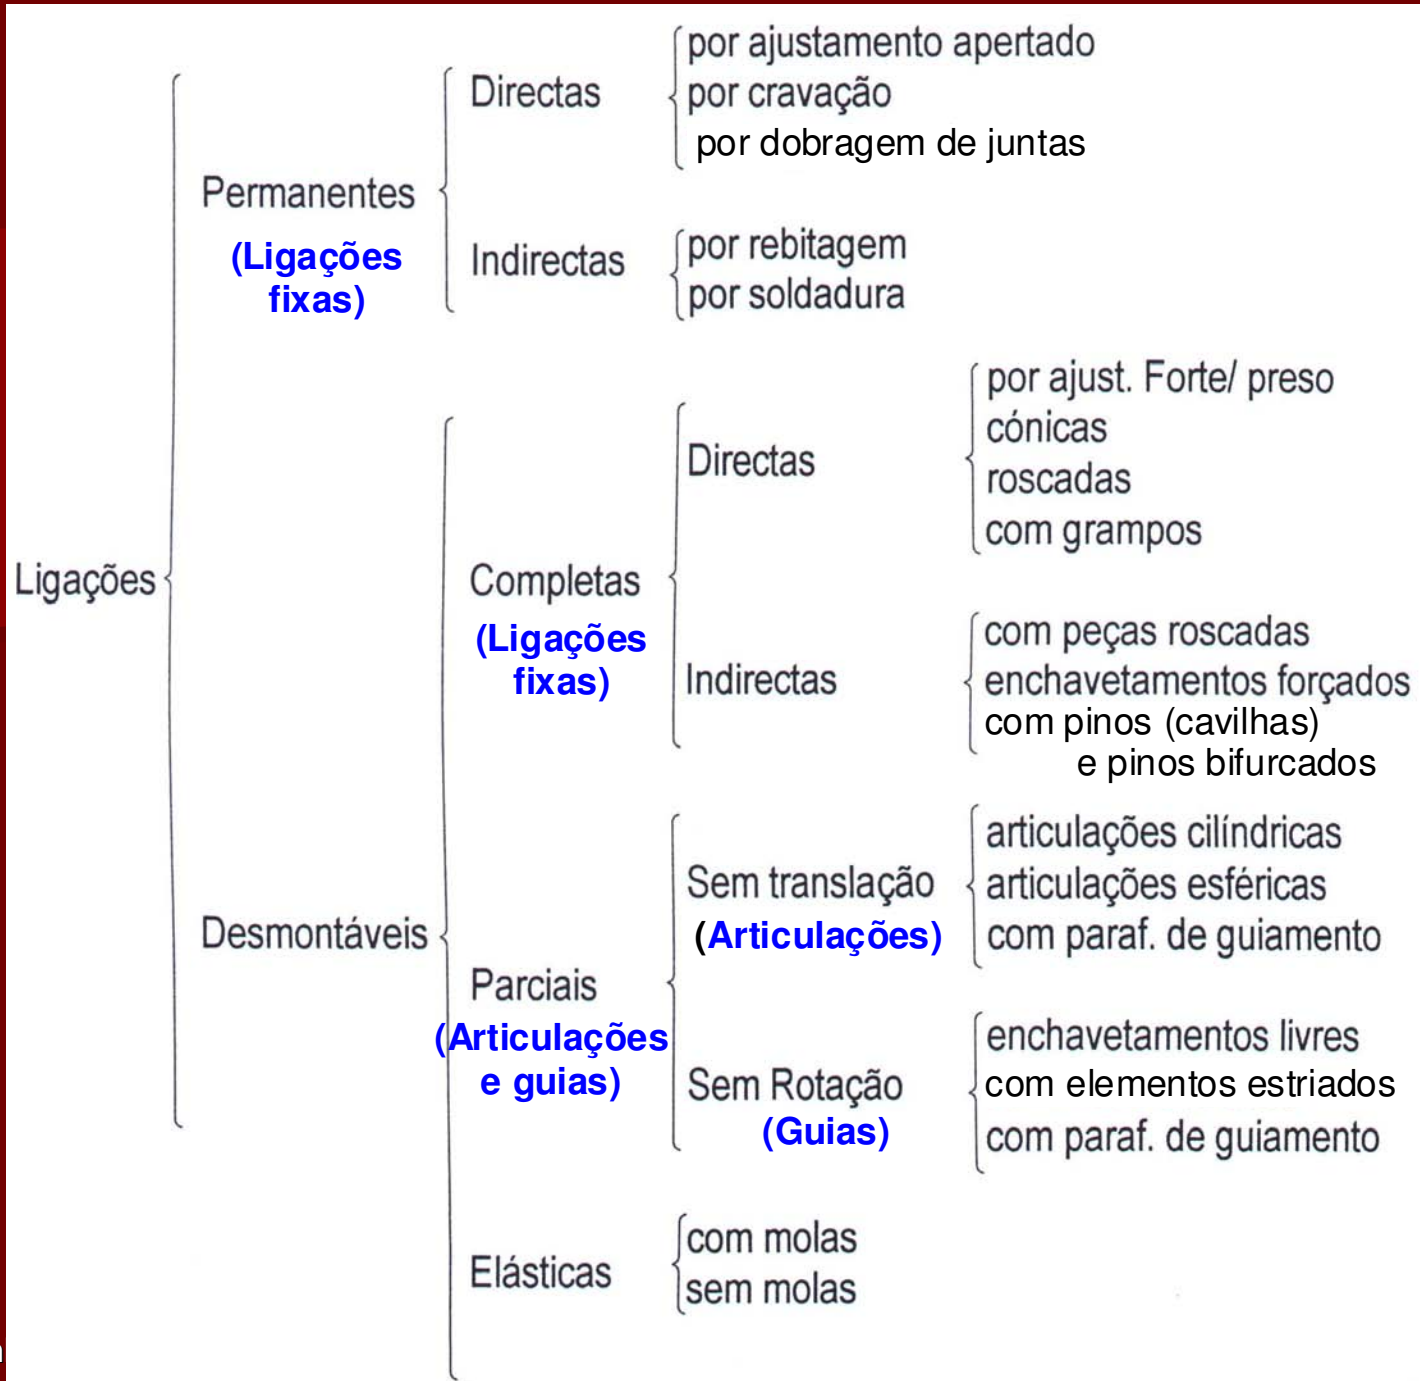 Ligações
Permanentes
(Ligações
fixas)
Directas
por ajustamento apertado
por cravação
por dobragem de juntas
Indirectas
por rebitagem
por soldadura
Desmontáveis
Completas
(Ligações
fixas)
Directas
por ajust. Forte/ preso
cónicas
roscadas
com grampos
Indirectas
com peças roscadas
enchavetamentos forçados
com pinos (cavilhas)
e pinos bifurcados
Parciais
(Articulações
e guias)
Sem translação
(Articulações)
articulações cilíndricas
articulações esféricas
com paraf. de guiamento
Sem Rotação
(Guias)
enchavetamentos livres
com elementos estriados
com paraf. de guiamento
Elásticas
com molas
sem molas